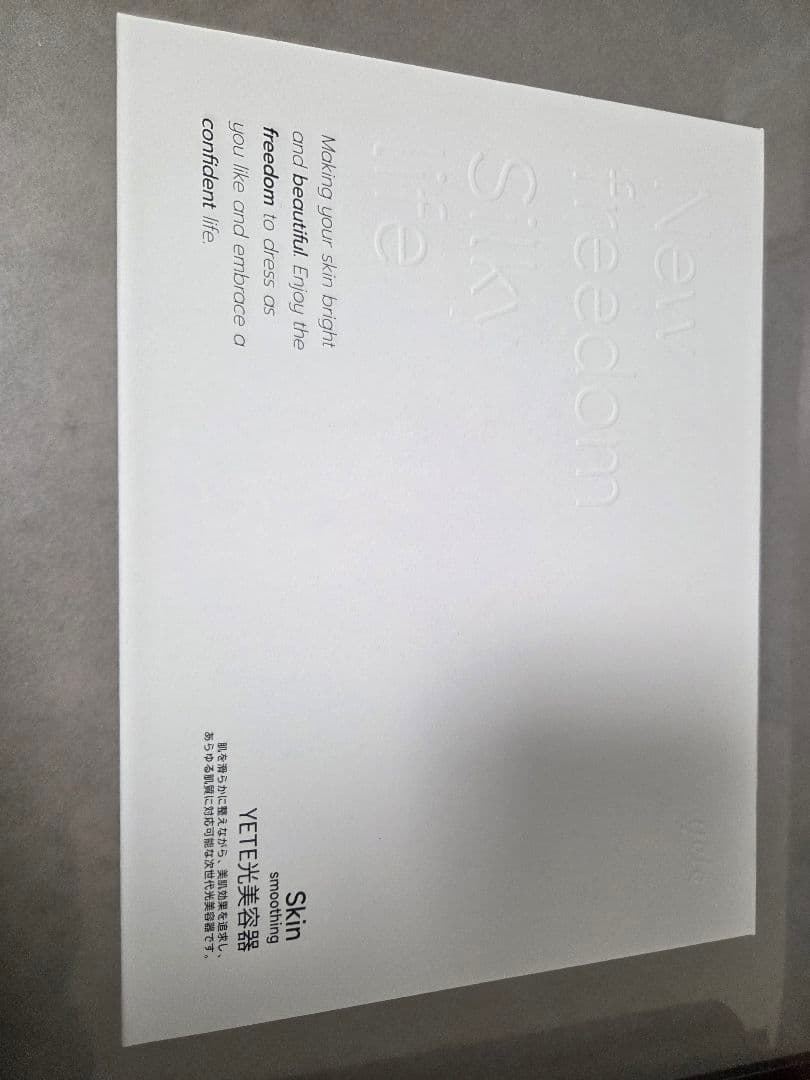 New
freedom
Silky
life
Making your skin bright
and beautiful. Enjoy the
freedom to dress as
you like and embrace a
confident life.
Skin
smoothing
YETE光美容器
肌を滑らかに整えながら、美肌効果を追求し、
あらゆる肌質に対応可能な次世代光美容器です。